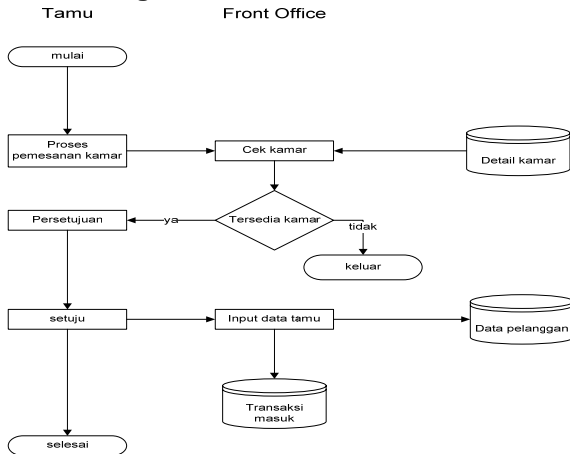 Tamu
Front Office
mulai
Proses
pemesanan kamar
Cek kamar
Detail kamar
Persetujuan
ya
Tersedia kamar
tidak
keluar
setuju
Input data tamu
Data pelanggan
Transaksi
masuk
selesai